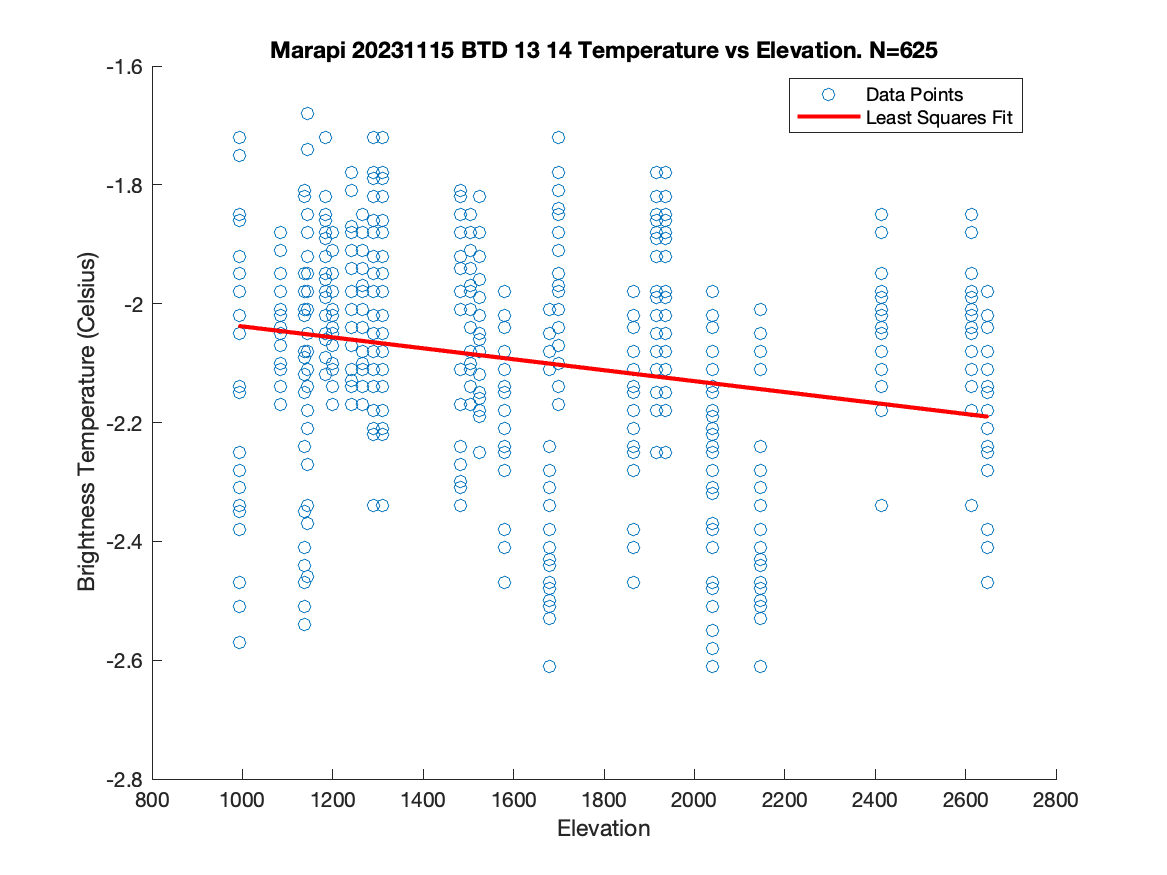 Marapi 20231115 BTD 13 14 Temperature vs Elevation. N=625
Data Points
Least Squares Fit
Brightness Temperature (Celsius)
-1.6
-1.8
-2
-2.2
-2.4
-2.6
-2.8
800 1000 1200 1400 1600 1800 2000 2200 2400 2600 2800
Elevation